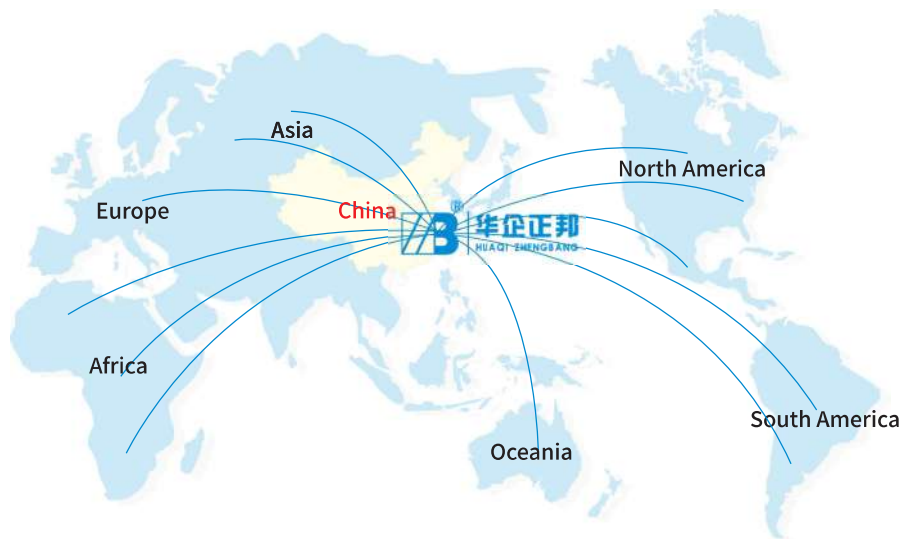 Asia
North America
Europe
China
®
华企正邦
HUAQI ZHENGBANG
Africa
South America
Oceania